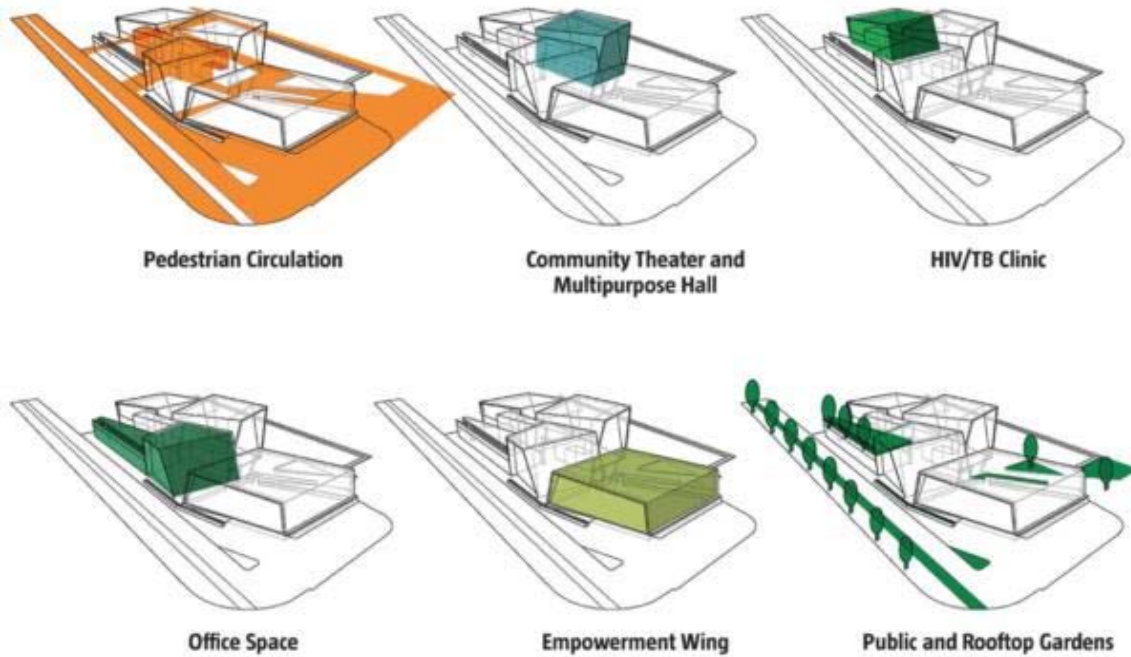 Pedestrian Circulation
Community Theater and
Multipurpose Hall
HIV/TB Clinic
Office Space
Empowerment Wing
Public and Rooftop Gardens